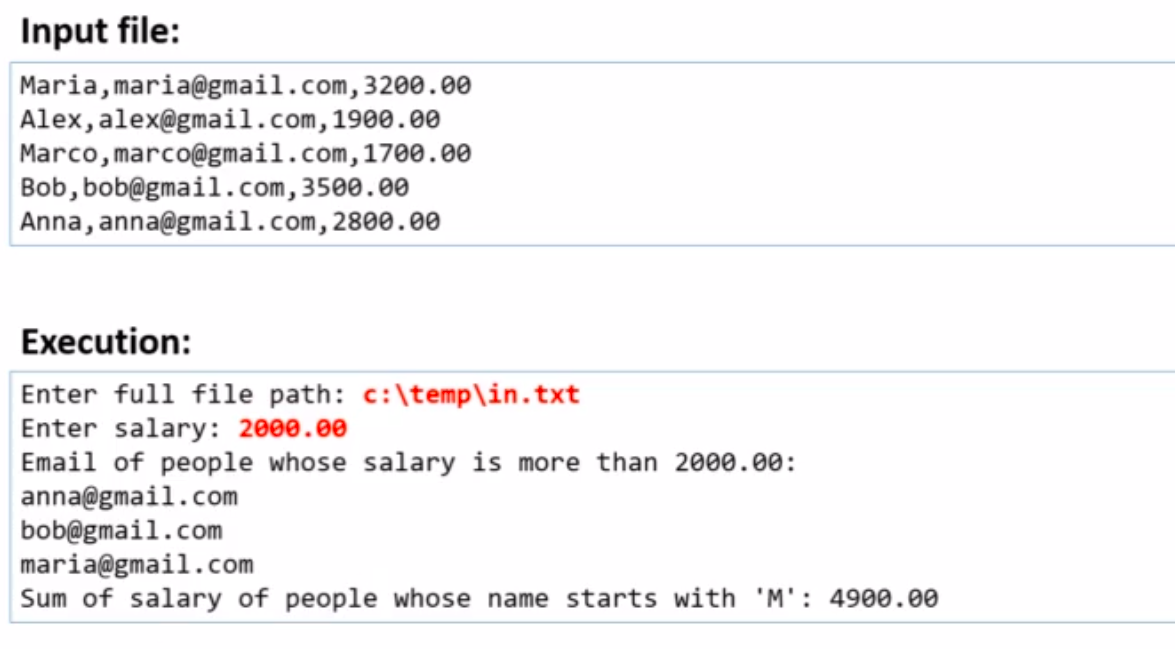 Input file:
Maria,maria@gmail.com,3200.00
Alex,alex@gmail.com,1900.00
Marco,marco@gmail.com,1700.00
Bob,bob@gmail.com,3500.00
Anna,anna@gmail.com,2800.00
Execution:
Enter full file path: c:\temp\in.txt
Enter salary: 2000.00
Email of people whose salary is more than 2000.00:
anna@gmail.com
bob@gmail.com
maria@gmail.com
Sum of salary of people whose name starts with 'M': 4900.00